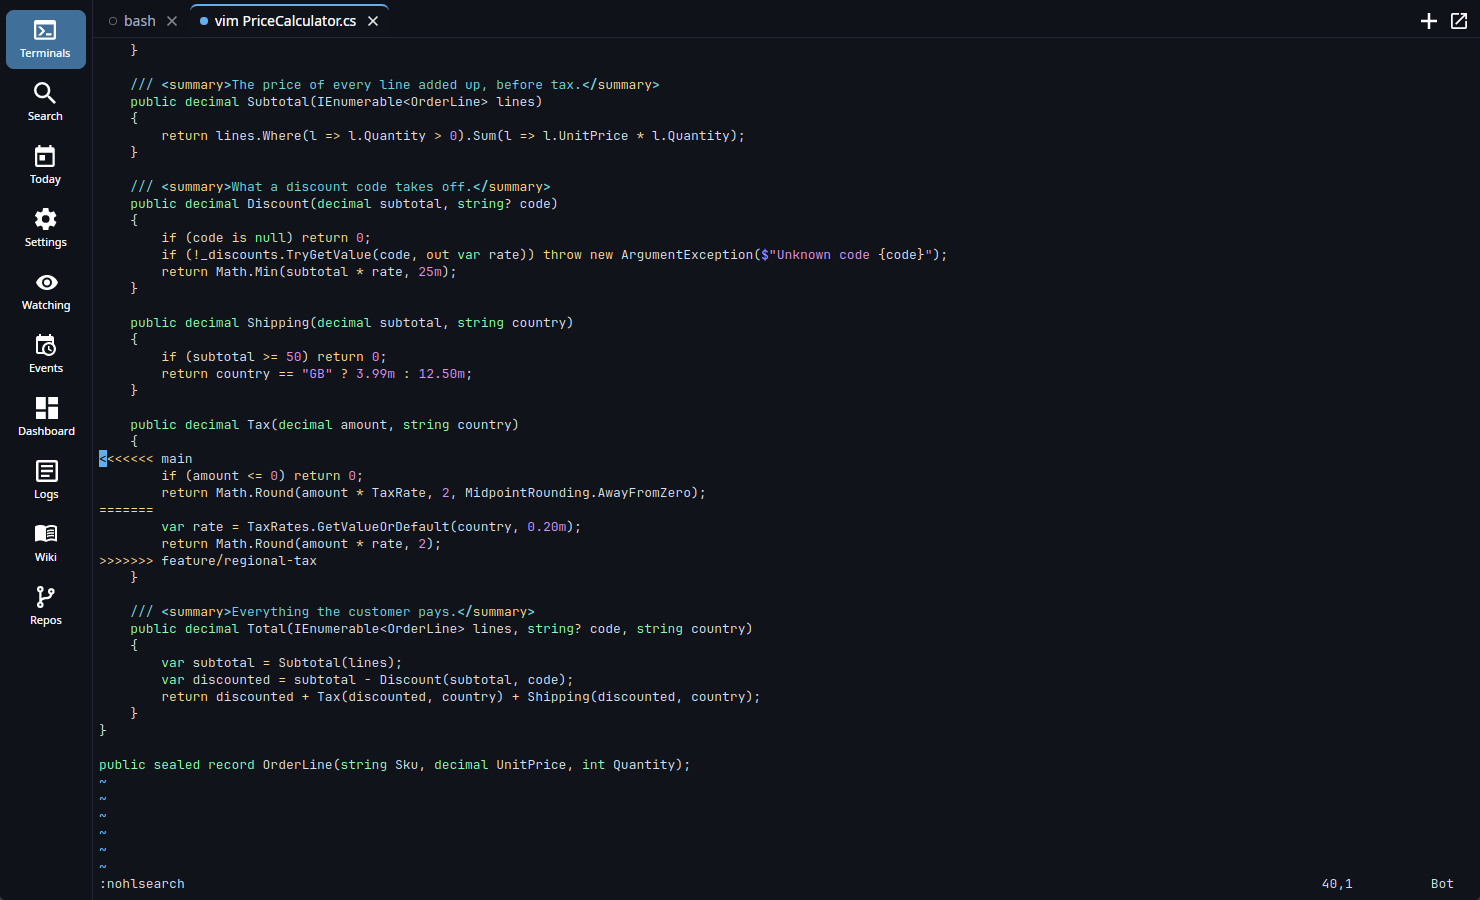 Terminals
Search
Today
Settings
Watching
Events
Dashboard
Logs
Wiki
Repos
bash
vim PriceCalculator.cs
    }

    /// <summary>The price of every line added up, before tax.</summary>
    public decimal Subtotal(IEnumerable<OrderLine> lines)
    {
        return lines.Where(l => l.Quantity > 0).Sum(l => l.UnitPrice * l.Quantity);
    }

    /// <summary>What a discount code takes off.</summary>
    public decimal Discount(decimal subtotal, string? code)
    {
        if (code is null) return 0;
        if (!_discounts.TryGetValue(code, out var rate)) throw new ArgumentException($"Unknown code {code}");
        return Math.Min(subtotal * rate, 25m);
    }

    public decimal Shipping(decimal subtotal, string country)
    {
        if (subtotal >= 50) return 0;
        return country == "GB" ? 3.99m : 12.50m;
    }

    public decimal Tax(decimal amount, string country)
    {
<<<<<<< main
        if (amount <= 0) return 0;
        return Math.Round(amount * TaxRate, 2, MidpointRounding.AwayFromZero);
=======
        var rate = TaxRates.GetValueOrDefault(country, 0.20m);
        return Math.Round(amount * rate, 2);
>>>>>>> feature/regional-tax
    }

    /// <summary>Everything the customer pays.</summary>
    public decimal Total(IEnumerable<OrderLine> lines, string? code, string country)
    {
        var subtotal = Subtotal(lines);
        var discounted = subtotal - Discount(subtotal, code);
        return discounted + Tax(discounted, country) + Shipping(discounted, country);
    }
}

public sealed record OrderLine(string Sku, decimal UnitPrice, int Quantity);
~
~
~
~
~
~
:nohlsearch 40,1 Bot